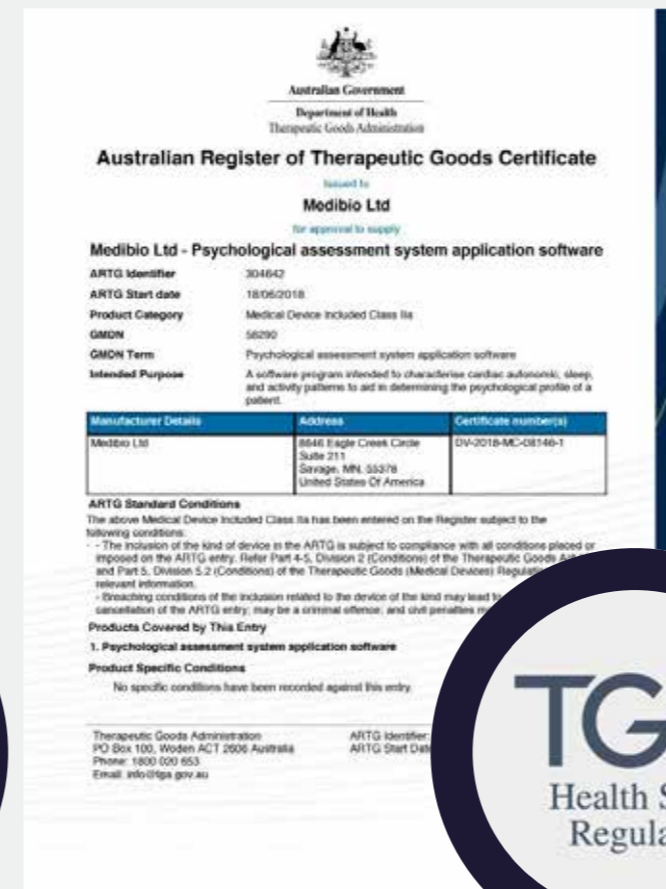 Australian Government
Department of Health
Therapeutic Goods Administration
Australian Register of Therapeutic Goods Certificate
Issued to
Medibio Ltd
for approval to supply
Medibio Ltd - Psychological assessment system application software
ARTG Identifier 304642
ARTG Start date 18/06/2018
Product Category Medical Device Included Class IIa
GMDN 58290
GMDN Term Psychological assessment system application software
Intended Purpose A software program intended to characterise cardiac autonomic, sleep,
and activity patterns to aid in determining the psychological profile of a
patient.
Manufacturer Details Address Certificate number(s)
Medibio Ltd 8646 Eagle Creek Circle DV-2018-MC-08146-1
Suite 211
Savage, MN, 55378
United States Of America
ARTG Standard Conditions
The above Medical Device Included Class IIa has been entered on the Register subject to the
following conditions:
- The inclusion of the kind of device in the ARTG is subject to compliance with all conditions placed or
imposed on the ARTG entry. Refer Part 4-5, Division 2 (Conditions) of the Therapeutic Goods
and Part 5, Division 5.2 (Conditions) of the Therapeutic Goods (Medical Devices)
relevant information.
- Breaching conditions of the inclusion related to the device of the kind may lead to
cancellation of the ARTG entry; may be a criminal offence; and civil penalties
Products Covered by This Entry
1. Psychological assessment system application software
Product Specific Conditions
No specific conditions have been recorded against this entry.
Therapeutic Goods Administration ARTG Identifier:
PO Box 100, Woden ACT 2606 Australia ARTG Start Date
Phone: 1800 020 653
Email: info@tga.gov.au
TG
Health S
Regula